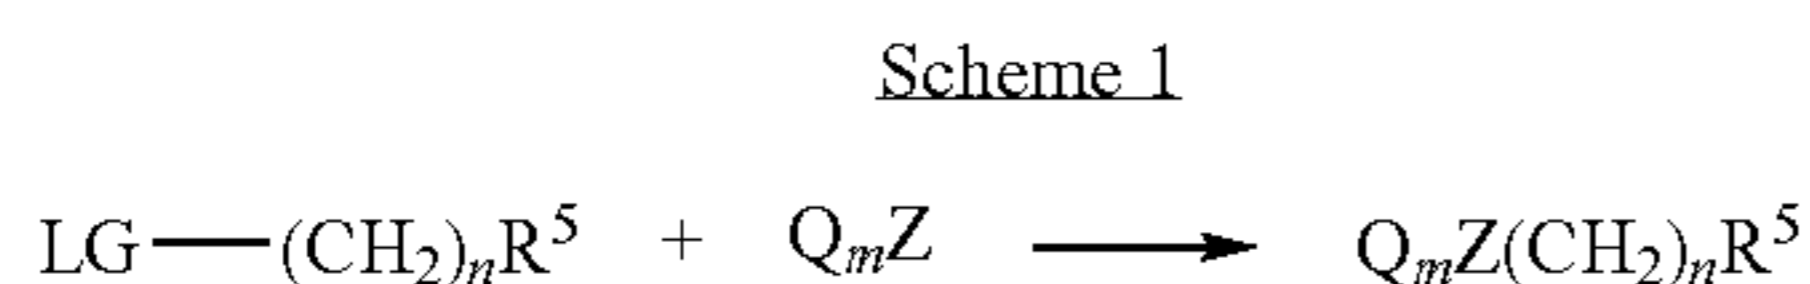 Scheme 1
LG—(CH₂)ₙR⁵ + QₘZ ⟶ QₘZ(CH₂)ₙR⁵